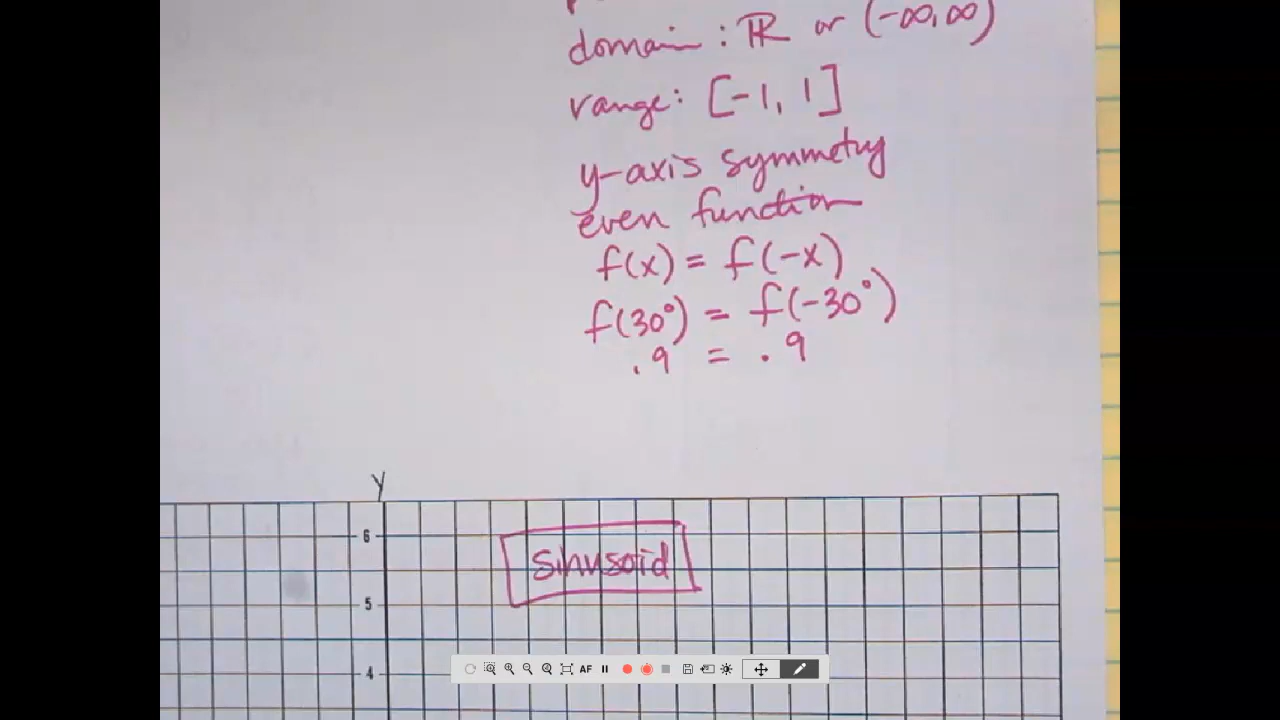 domain: ℝ or (-∞,∞)
range: [-1, 1]
y-axis symmetry
even function
f(x) = f(-x)
f(30°) = f(-30°)
.9 = .9
y
6
sinusoid
5
AF
4